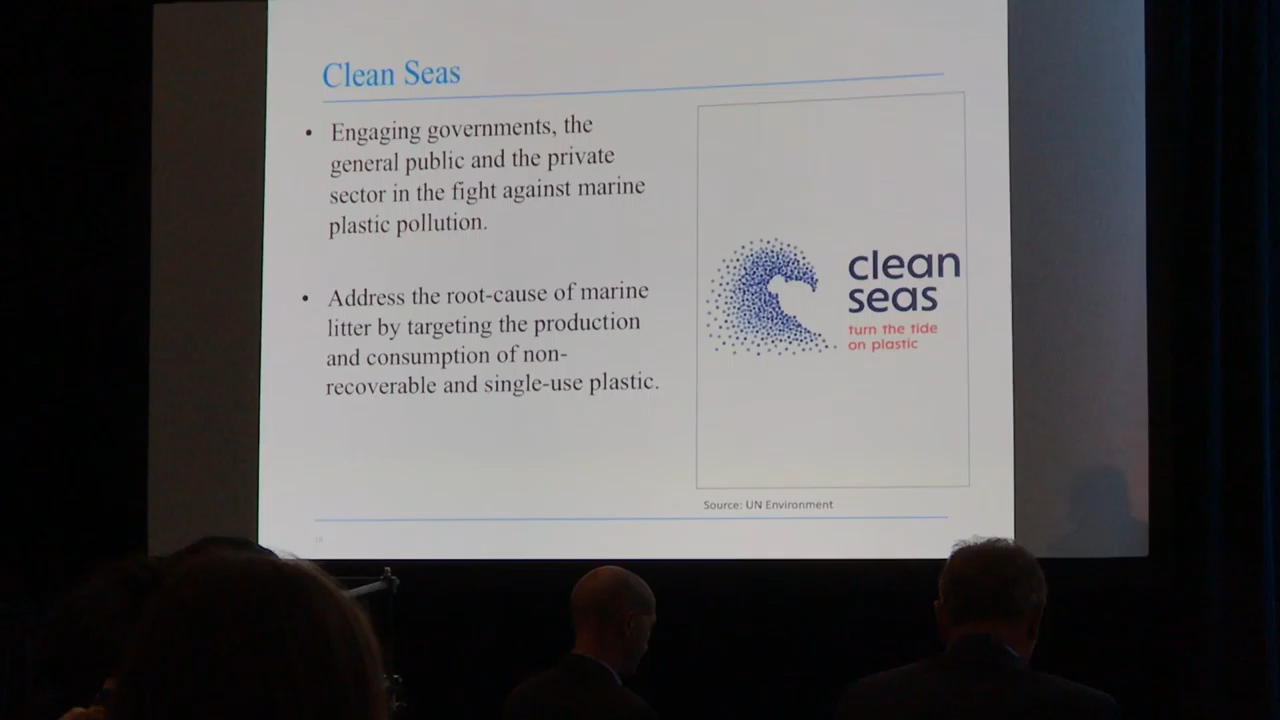 Clean Seas
• Engaging governments, the
general public and the private
sector in the fight against marine
plastic pollution.
• Address the root-cause of marine
litter by targeting the production
and consumption of non-
recoverable and single-use plastic.
clean
seas
turn the tide
on plastic
Source: UN Environment